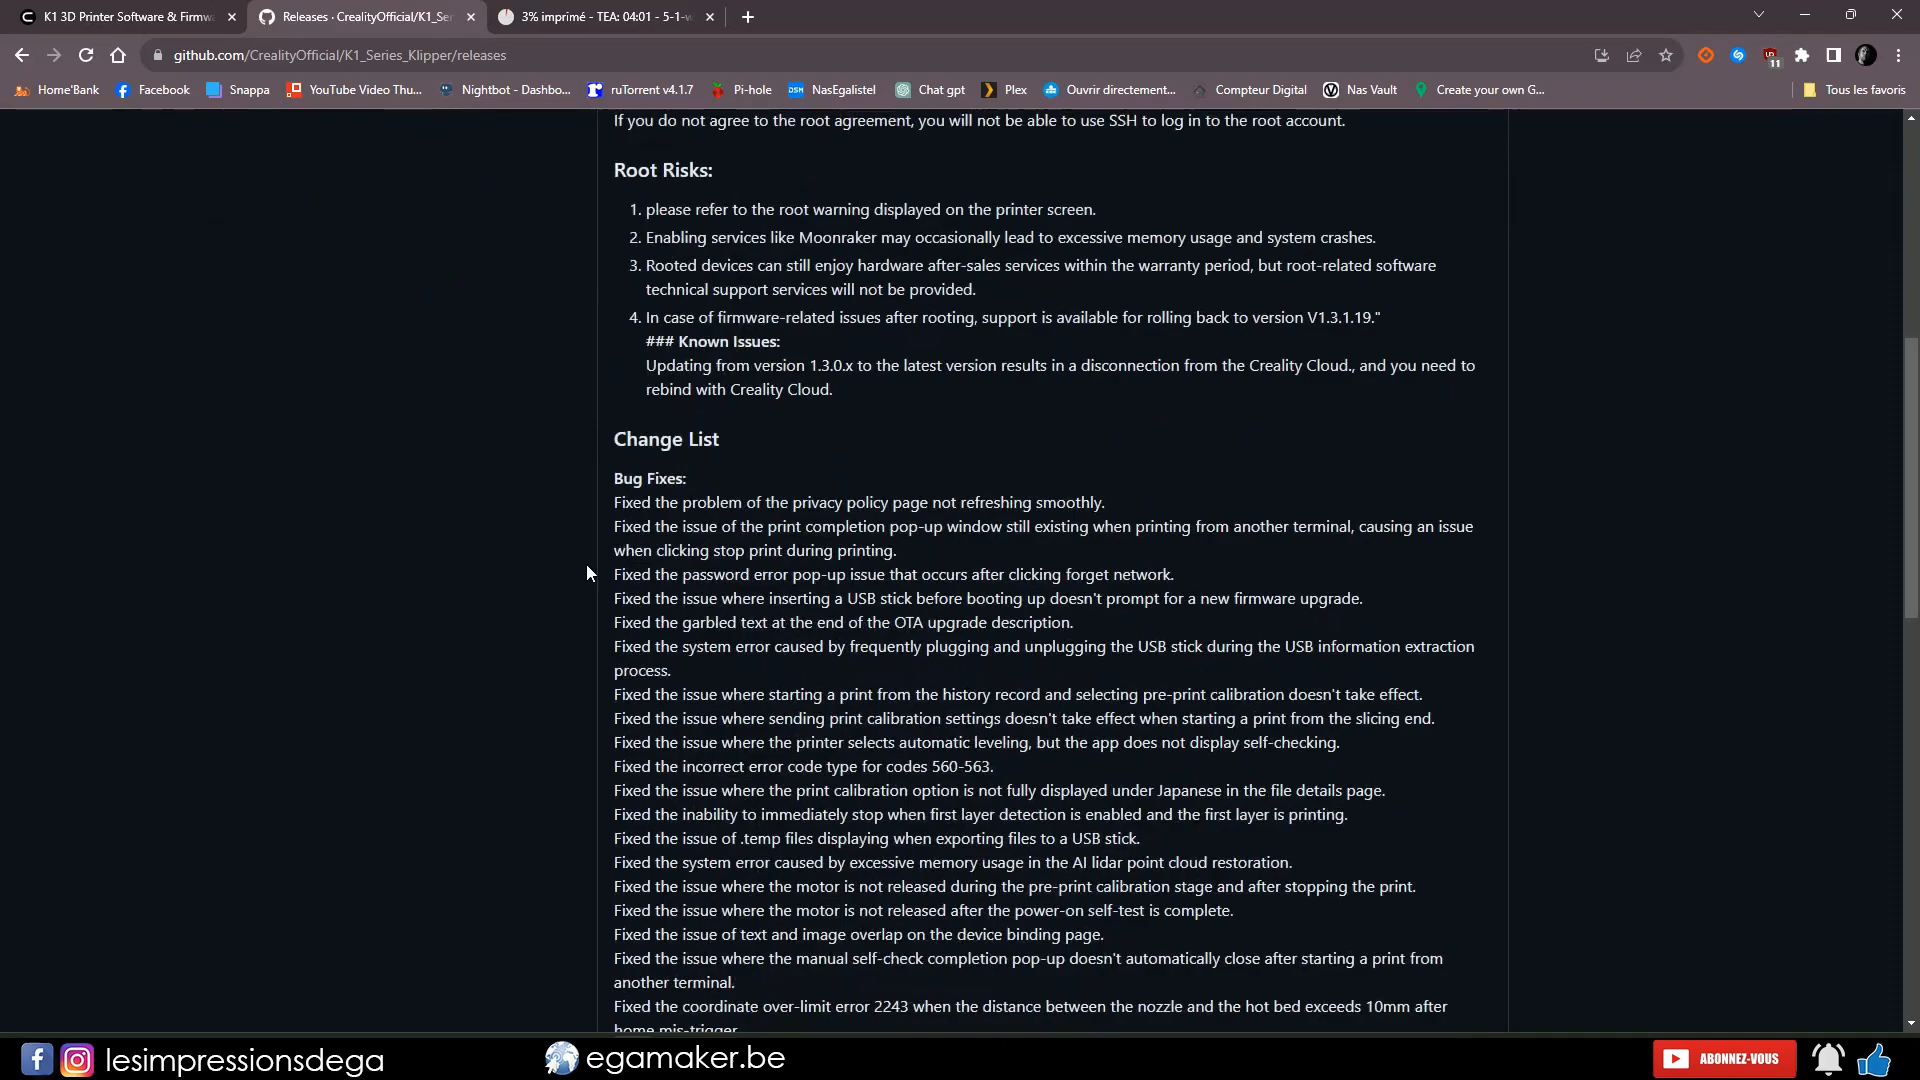 K1 3D Printer Software & Firmw
Releases · CrealityOfficial/K1_Ser
3% imprimé - TEA: 04:01 - 5-1-w
github.com/CrealityOfficial/K1_Series_Klipper/releases
11
Home'Bank
Facebook
Snappa
YouTube Video Thu...
Nightbot - Dashbo...
ruTorrent v4.1.7
Pi-hole
DSM
NasEgalistel
Chat gpt
Plex
Ouvrir directement...
Compteur Digital
Nas Vault
Create your own G...
Tous les favoris
If you do not agree to the root agreement, you will not be able to use SSH to log in to the root account.
Root Risks:
1. please refer to the root warning displayed on the printer screen.
2. Enabling services like Moonraker may occasionally lead to excessive memory usage and system crashes.
3. Rooted devices can still enjoy hardware after-sales services within the warranty period, but root-related software
technical support services will not be provided.
4. In case of firmware-related issues after rooting, support is available for rolling back to version V1.3.1.19."
### Known Issues:
Updating from version 1.3.0.x to the latest version results in a disconnection from the Creality Cloud., and you need to
rebind with Creality Cloud.
Change List
Bug Fixes:
Fixed the problem of the privacy policy page not refreshing smoothly.
Fixed the issue of the print completion pop-up window still existing when printing from another terminal, causing an issue
when clicking stop print during printing.
Fixed the password error pop-up issue that occurs after clicking forget network.
Fixed the issue where inserting a USB stick before booting up doesn't prompt for a new firmware upgrade.
Fixed the garbled text at the end of the OTA upgrade description.
Fixed the system error caused by frequently plugging and unplugging the USB stick during the USB information extraction
process.
Fixed the issue where starting a print from the history record and selecting pre-print calibration doesn't take effect.
Fixed the issue where sending print calibration settings doesn't take effect when starting a print from the slicing end.
Fixed the issue where the printer selects automatic leveling, but the app does not display self-checking.
Fixed the incorrect error code type for codes 560-563.
Fixed the issue where the print calibration option is not fully displayed under Japanese in the file details page.
Fixed the inability to immediately stop when first layer detection is enabled and the first layer is printing.
Fixed the issue of .temp files displaying when exporting files to a USB stick.
Fixed the system error caused by excessive memory usage in the AI lidar point cloud restoration.
Fixed the issue where the motor is not released during the pre-print calibration stage and after stopping the print.
Fixed the issue where the motor is not released after the power-on self-test is complete.
Fixed the issue of text and image overlap on the device binding page.
Fixed the issue where the manual self-check completion pop-up doesn't automatically close after starting a print from
another terminal.
Fixed the coordinate over-limit error 2243 when the distance between the nozzle and the hot bed exceeds 10mm after
home mis-trigger
lesimpressionsdega
egamaker.be
ABONNEZ-VOUS